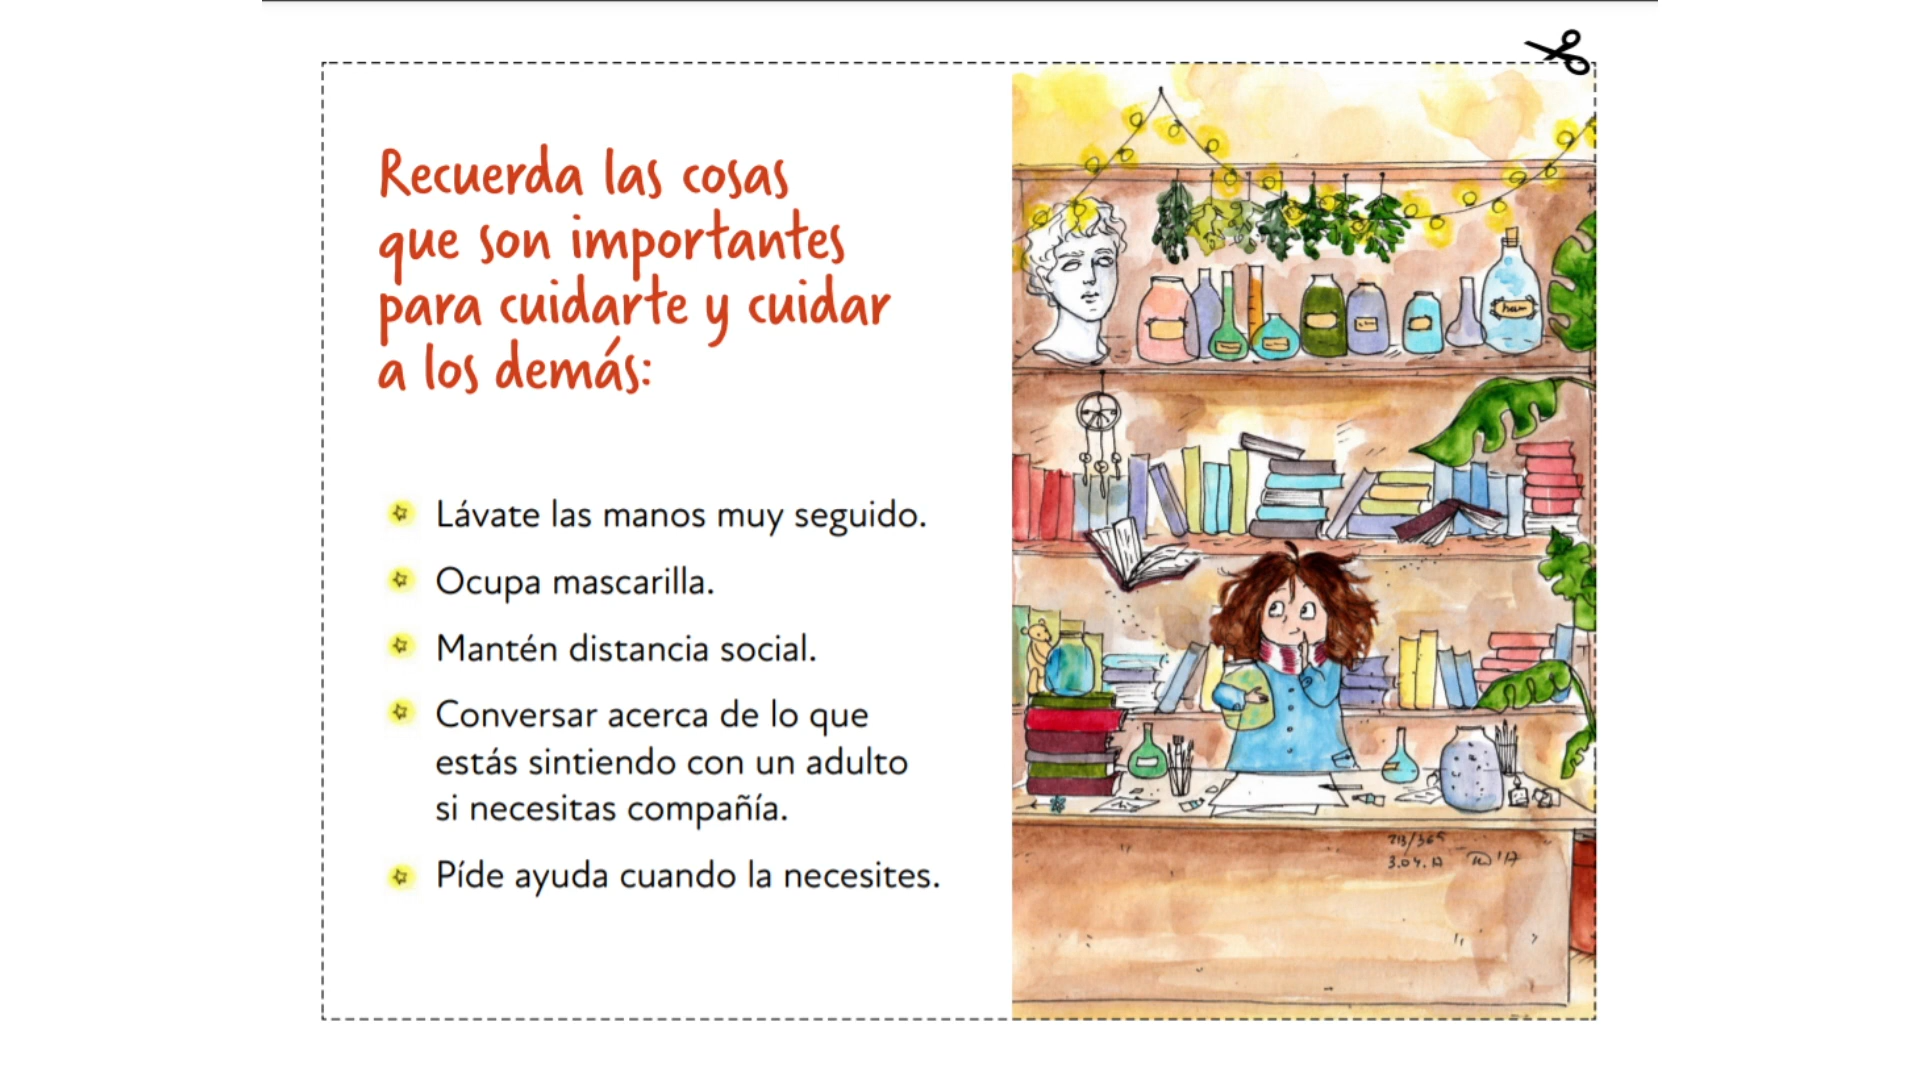 Recuerda las cosas
que son importantes
para cuidarte y cuidar
a los demás:
Lávate las manos muy seguido.
Ocupa mascarilla.
Mantén distancia social.
Conversar acerca de lo que
estás sintiendo con un adulto
si necesitas compañía.
Píde ayuda cuando la necesites.